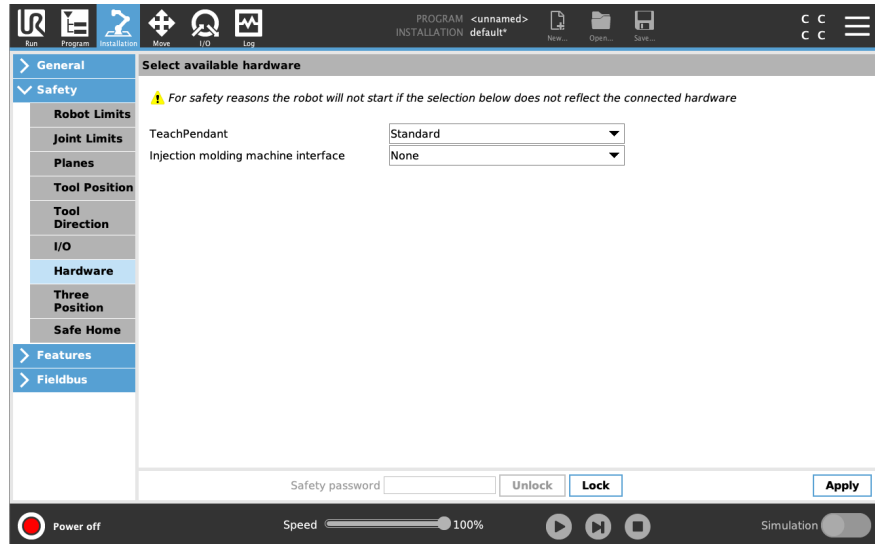 PROGRAM <unnamed>
INSTALLATION default*
UR
Run Program Installation Move I/O Log New... Open... Save...
C C
C C
General
Safety
Robot Limits
Joint Limits
Planes
Tool Position
Tool
Direction
I/O
Hardware
Three
Position
Safe Home
Features
Fieldbus
Select available hardware
! For safety reasons the robot will not start if the selection below does not reflect the connected hardware
TeachPendant Standard
Injection molding machine interface None
Safety password Unlock Lock Apply
Power off Speed 100% Simulation